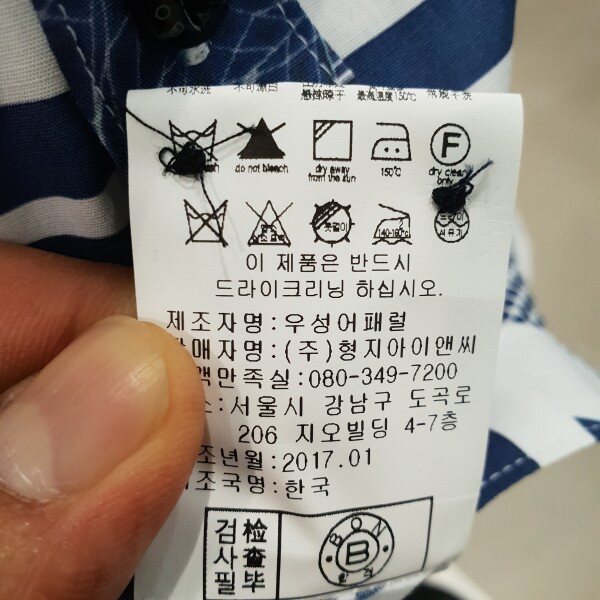 do not bleach
dry away from the sun
150℃
dry clean only
F
이 제품은 반드시
드라이크리닝 하십시오.
제조자명:우성어패럴
매자명:(주)형지아이앤씨
만족실:080-349-7200
:서울시 강남구 도곡로
206 지오빌딩 4-7층
조년월:2017.01
조국명:한국
검사필 檢查畢
BON
B